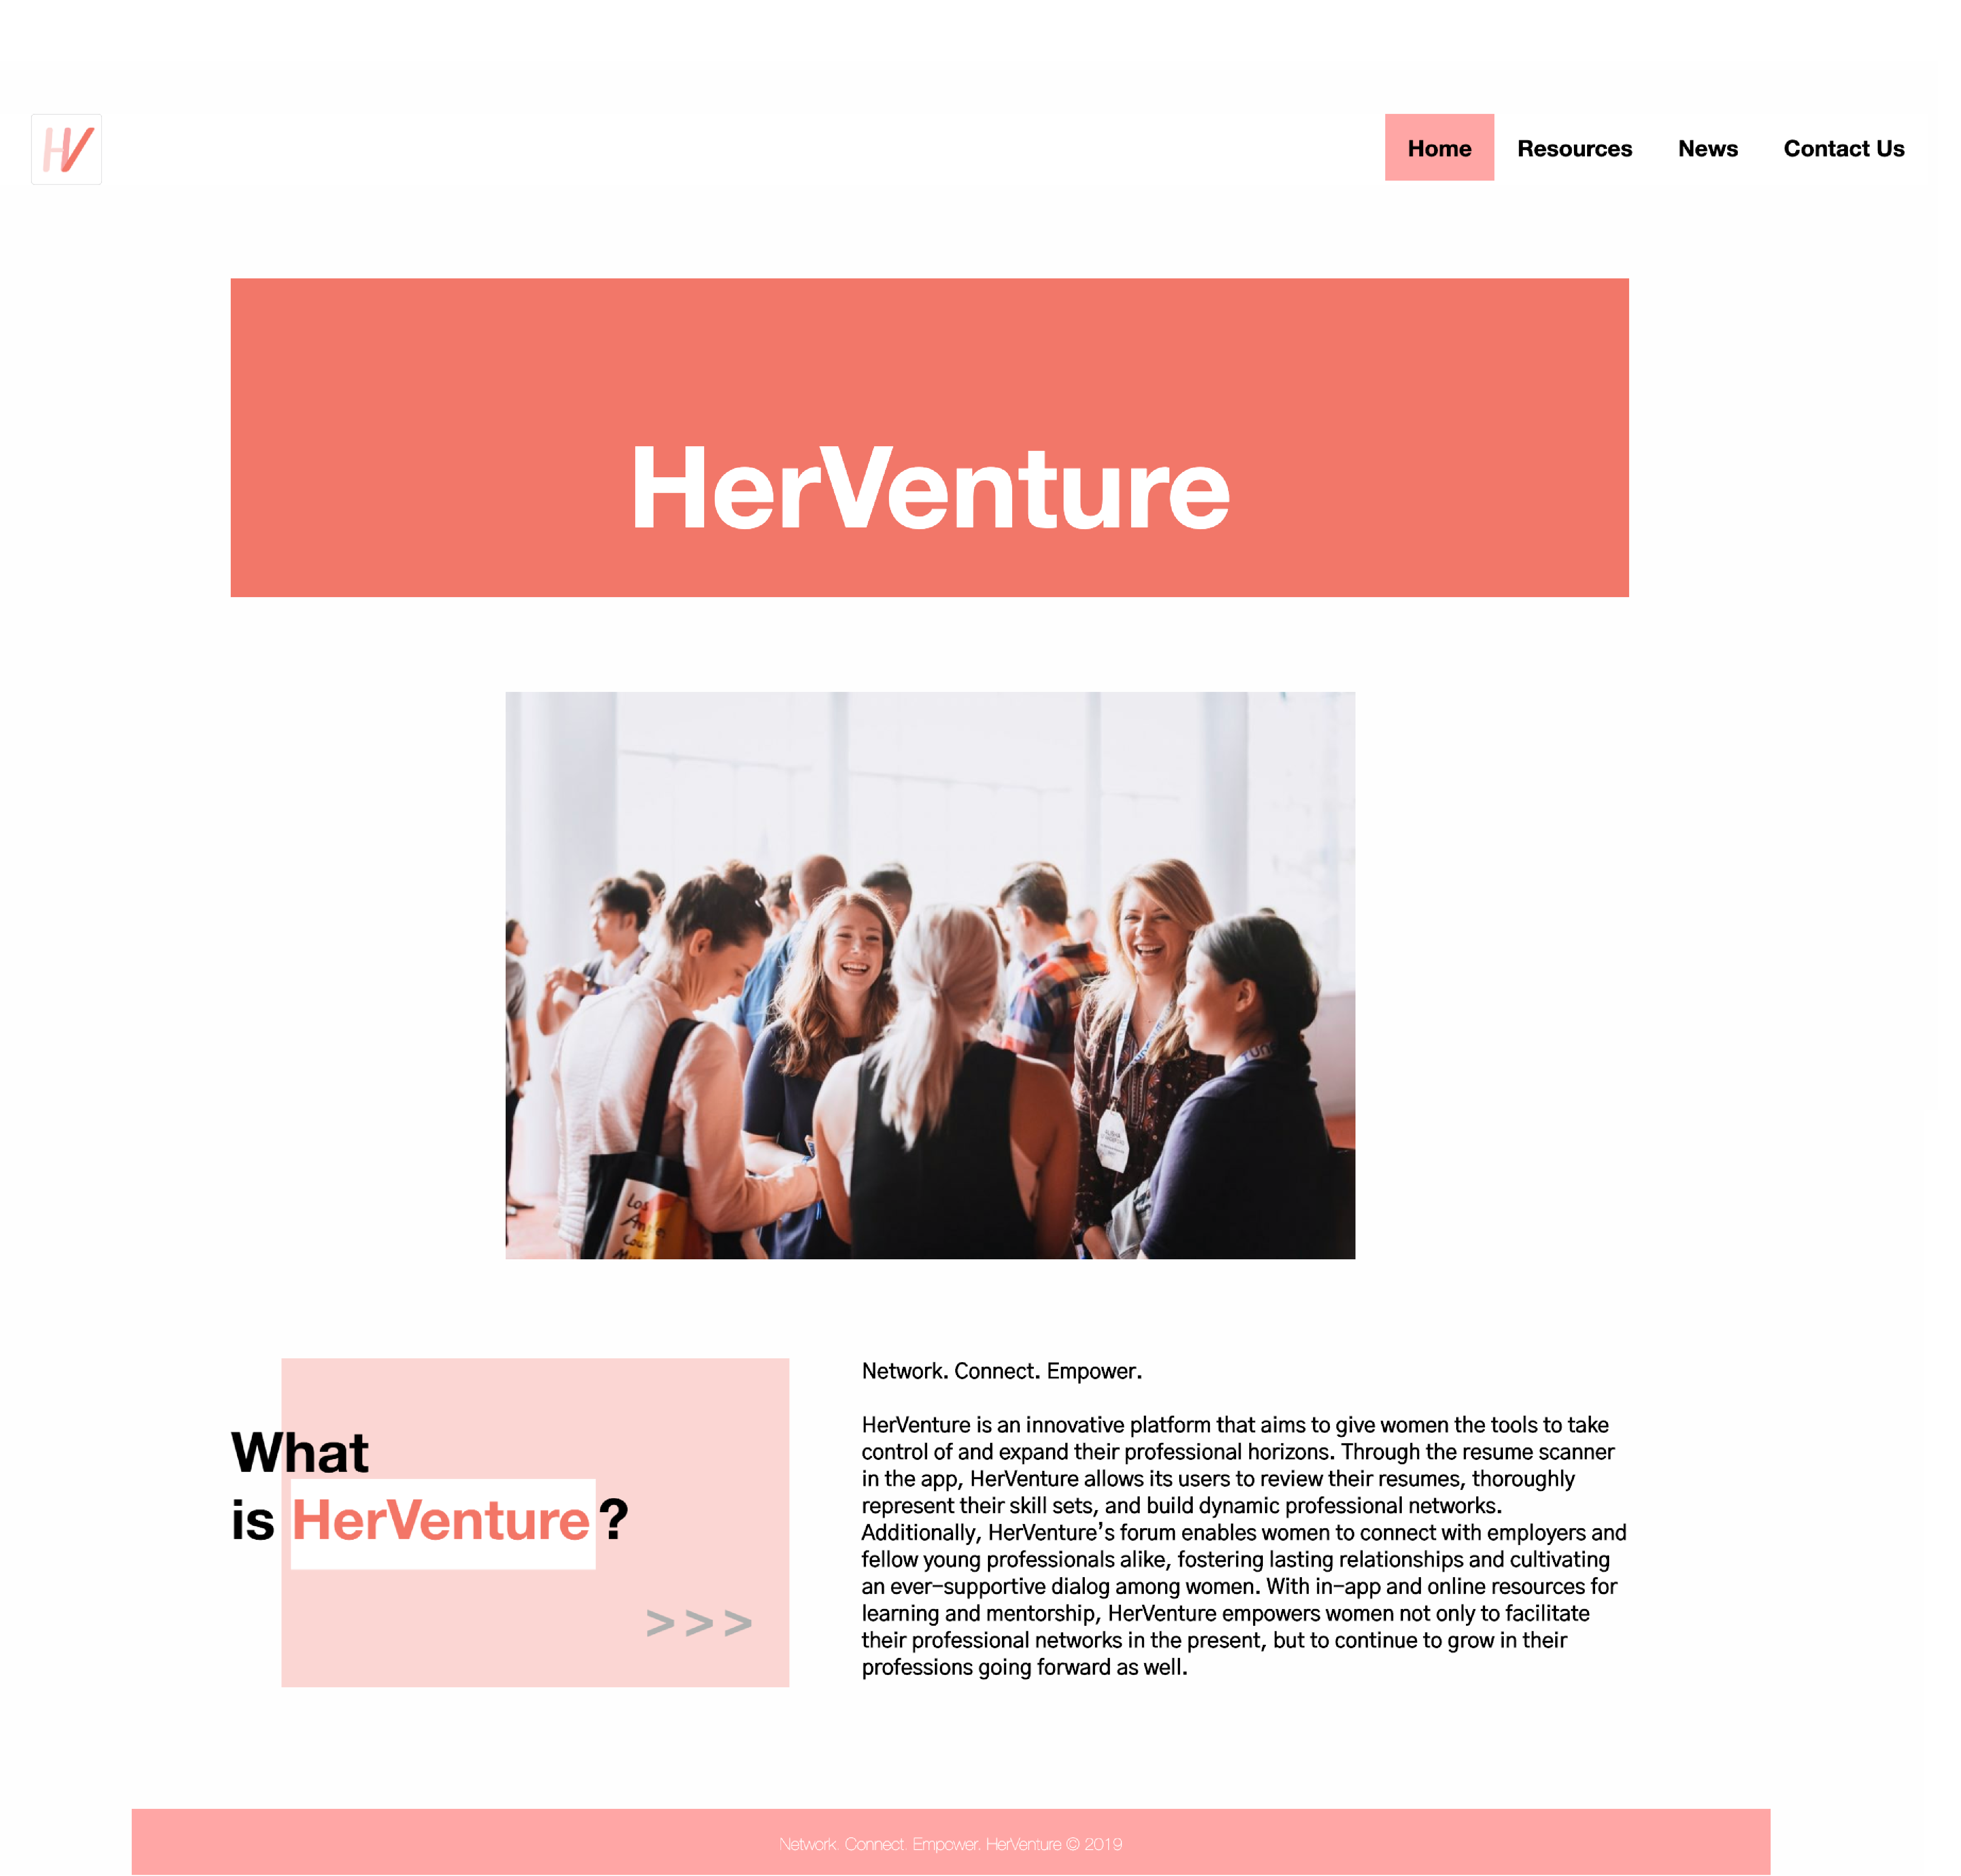 HV
Home Resources News Contact Us
HerVenture
Los
What
is HerVenture ?
>>>
Network. Connect. Empower.
HerVenture is an innovative platform that aims to give women the tools to take
control of and expand their professional horizons. Through the resume scanner
in the app, HerVenture allows its users to review their resumes, thoroughly
represent their skill sets, and build dynamic professional networks.
Additionally, HerVenture’s forum enables women to connect with employers and
fellow young professionals alike, fostering lasting relationships and cultivating
an ever-supportive dialog among women. With in-app and online resources for
learning and mentorship, HerVenture empowers women not only to facilitate
their professional networks in the present, but to continue to grow in their
professions going forward as well.
Network. Connect. Empower. HerVenture © 2019